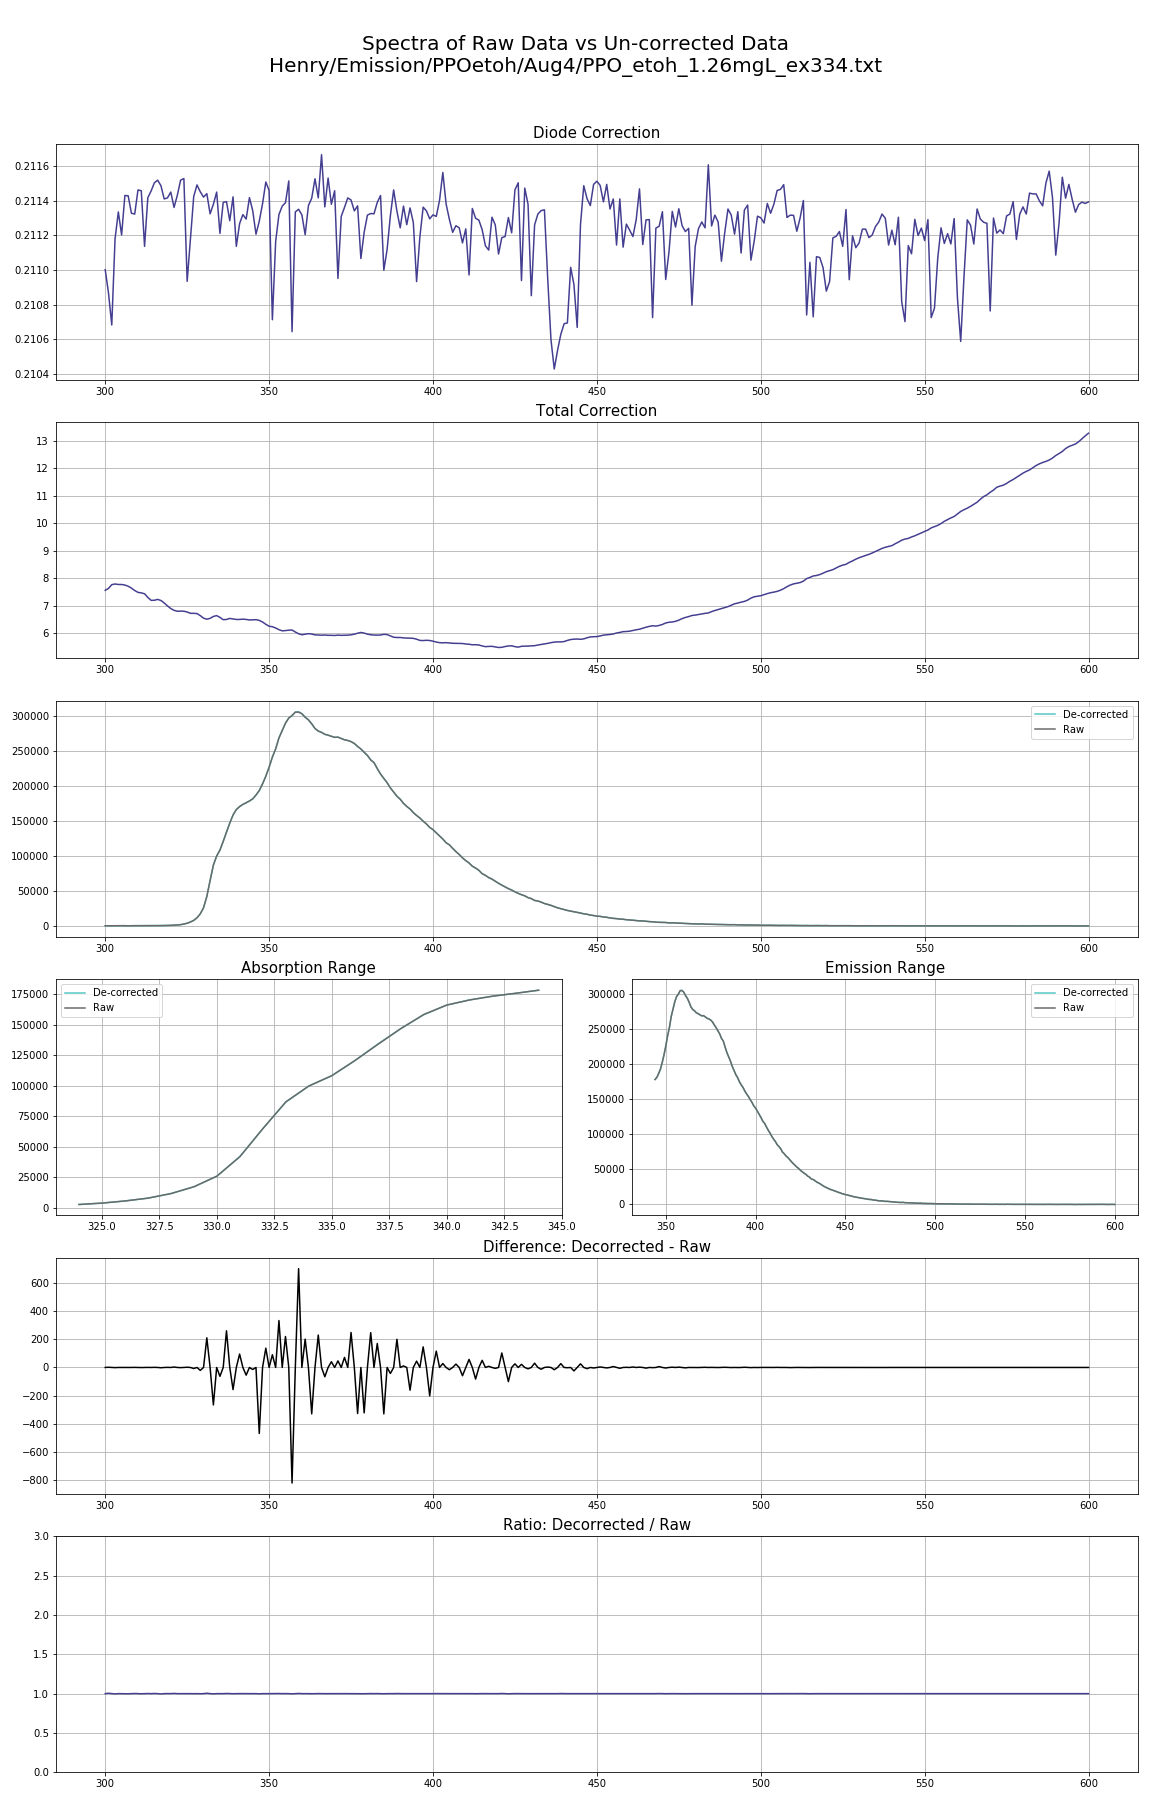 Spectra of Raw Data vs Un-corrected Data
Henry/Emission/PPOetoh/Aug4/PPO_etoh_1.26mgL_ex334.txt
Diode Correction
0.2116
0.2114
0.2112
0.2110
0.2108
0.2106
0.2104
300 350 400 450 500 550 600
Total Correction
13
12
11
10
9
8
7
6
300 350 400 450 500 550 600
300000
250000
200000
150000
100000
50000
0
De-corrected
Raw
300 350 400 450 500 550 600
Absorption Range
175000
150000
125000
100000
75000
50000
25000
0
De-corrected
Raw
325.0 327.5 330.0 332.5 335.0 337.5 340.0 342.5 345.0
Emission Range
300000
250000
200000
150000
100000
50000
0
De-corrected
Raw
350 400 450 500 550 600
Difference: Decorrected - Raw
600
400
200
0
−200
−400
−600
−800
300 350 400 450 500 550 600
Ratio: Decorrected / Raw
3.0
2.5
2.0
1.5
1.0
0.5
0.0
300 350 400 450 500 550 600